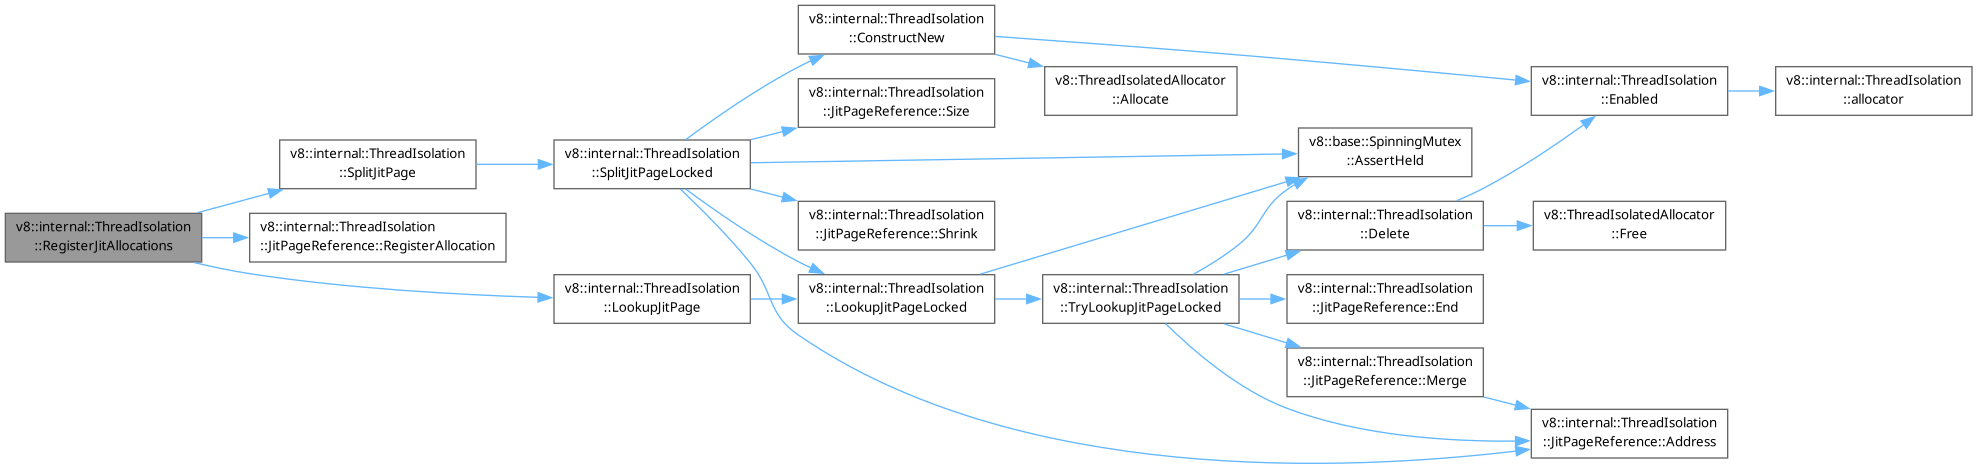 v8::internal::ThreadIsolation
::RegisterJitAllocations
v8::internal::ThreadIsolation
::SplitJitPage
v8::internal::ThreadIsolation
::JitPageReference::RegisterAllocation
v8::internal::ThreadIsolation
::SplitJitPageLocked
v8::internal::ThreadIsolation
::LookupJitPage
v8::internal::ThreadIsolation
::ConstructNew
v8::internal::ThreadIsolation
::JitPageReference::Size
v8::internal::ThreadIsolation
::JitPageReference::Shrink
v8::internal::ThreadIsolation
::LookupJitPageLocked
v8::ThreadIsolatedAllocator
::Allocate
v8::internal::ThreadIsolation
::TryLookupJitPageLocked
v8::base::SpinningMutex
::AssertHeld
v8::internal::ThreadIsolation
::Delete
v8::internal::ThreadIsolation
::JitPageReference::End
v8::internal::ThreadIsolation
::JitPageReference::Merge
v8::internal::ThreadIsolation
::Enabled
v8::ThreadIsolatedAllocator
::Free
v8::internal::ThreadIsolation
::JitPageReference::Address
v8::internal::ThreadIsolation
::allocator